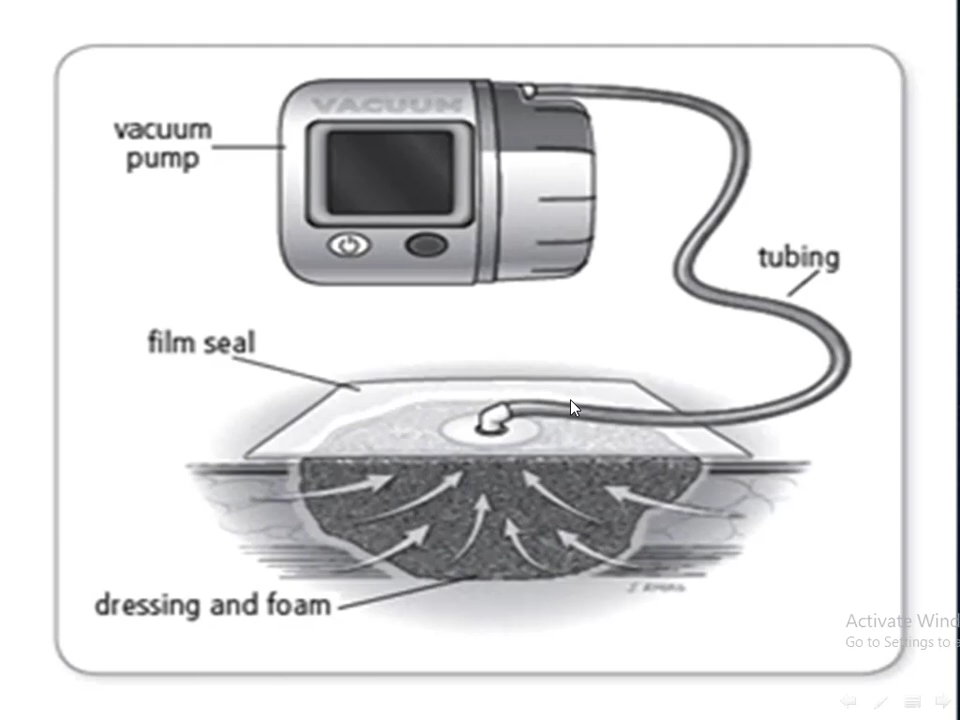 VACUUM
vacuum
pump
tubing
film seal
dressing and foam
Activate Wind
Go to Settings to a